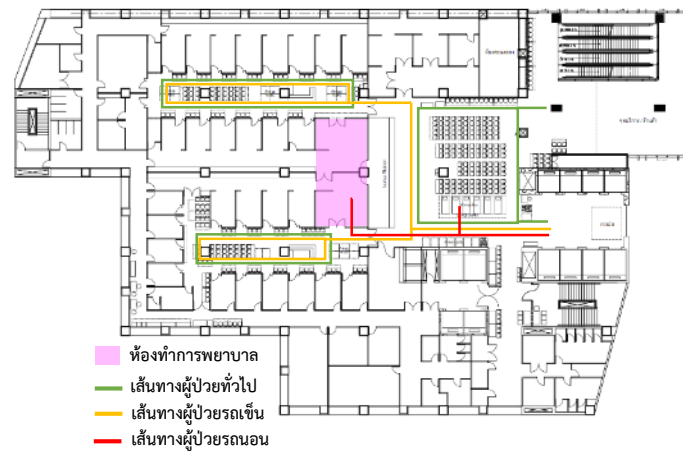 ห้องทำการพยาบาล
เส้นทางผู้ป่วยทั่วไป
เส้นทางผู้ป่วยรถเข็น
เส้นทางผู้ป่วยรถนอน